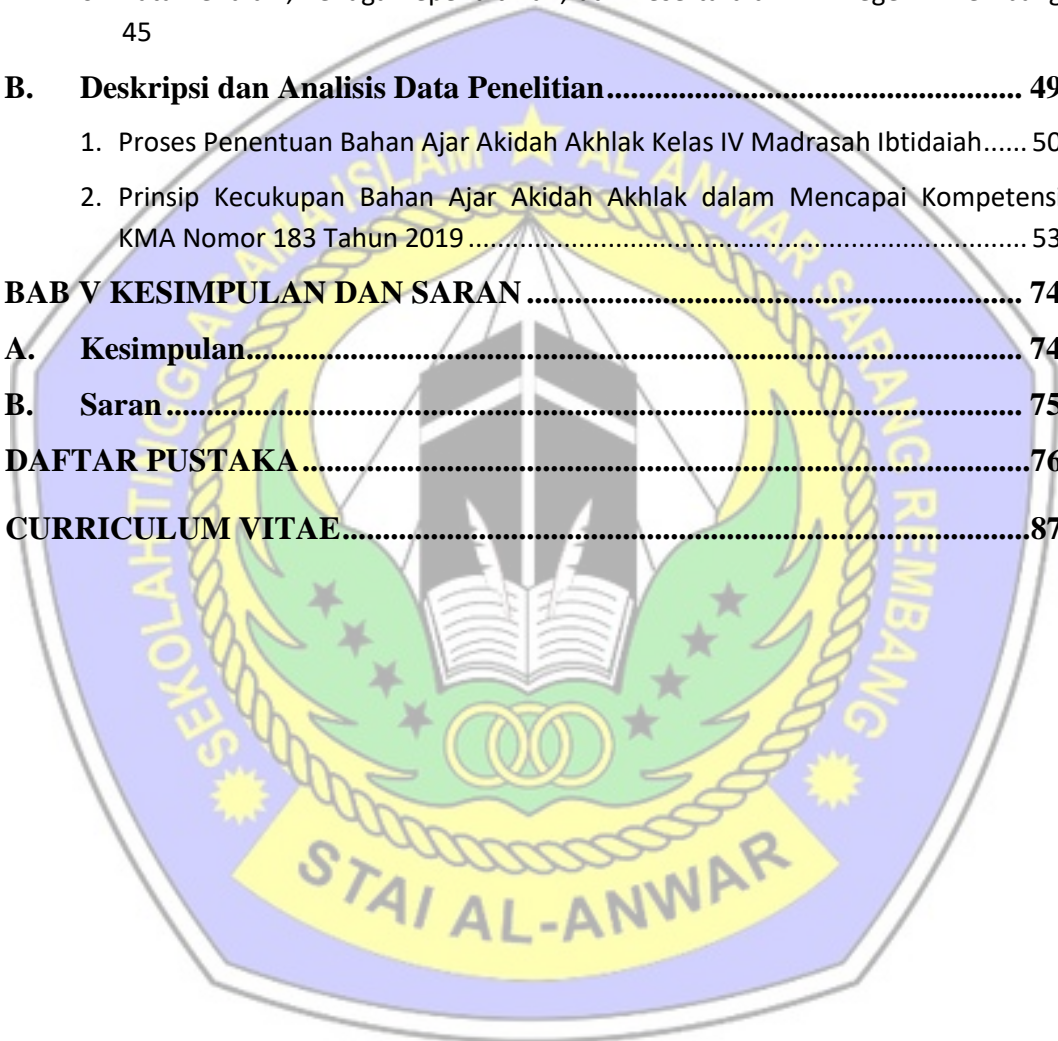 45
B. Deskripsi dan Analisis Data Penelitian.......................................................... 49
1. Proses Penentuan Bahan Ajar Akidah Akhlak Kelas IV Madrasah Ibtidaiah...... 50
2. Prinsip Kecukupan Bahan Ajar Akidah Akhlak dalam Mencapai Kompetensi
KMA Nomor 183 Tahun 2019 ............................................................................. 53
BAB V KESIMPULAN DAN SARAN ..................................................................... 74
A. Kesimpulan............................................................................................................. 74
B. Saran ....................................................................................................................... 75
DAFTAR PUSTAKA ..................................................................................................76
CURRICULUM VITAE..............................................................................................87
SEKOLAH TINGGI AGAMA ISLAM ★ AL ANWAR SARANG REMBANG
STAI AL-ANWAR